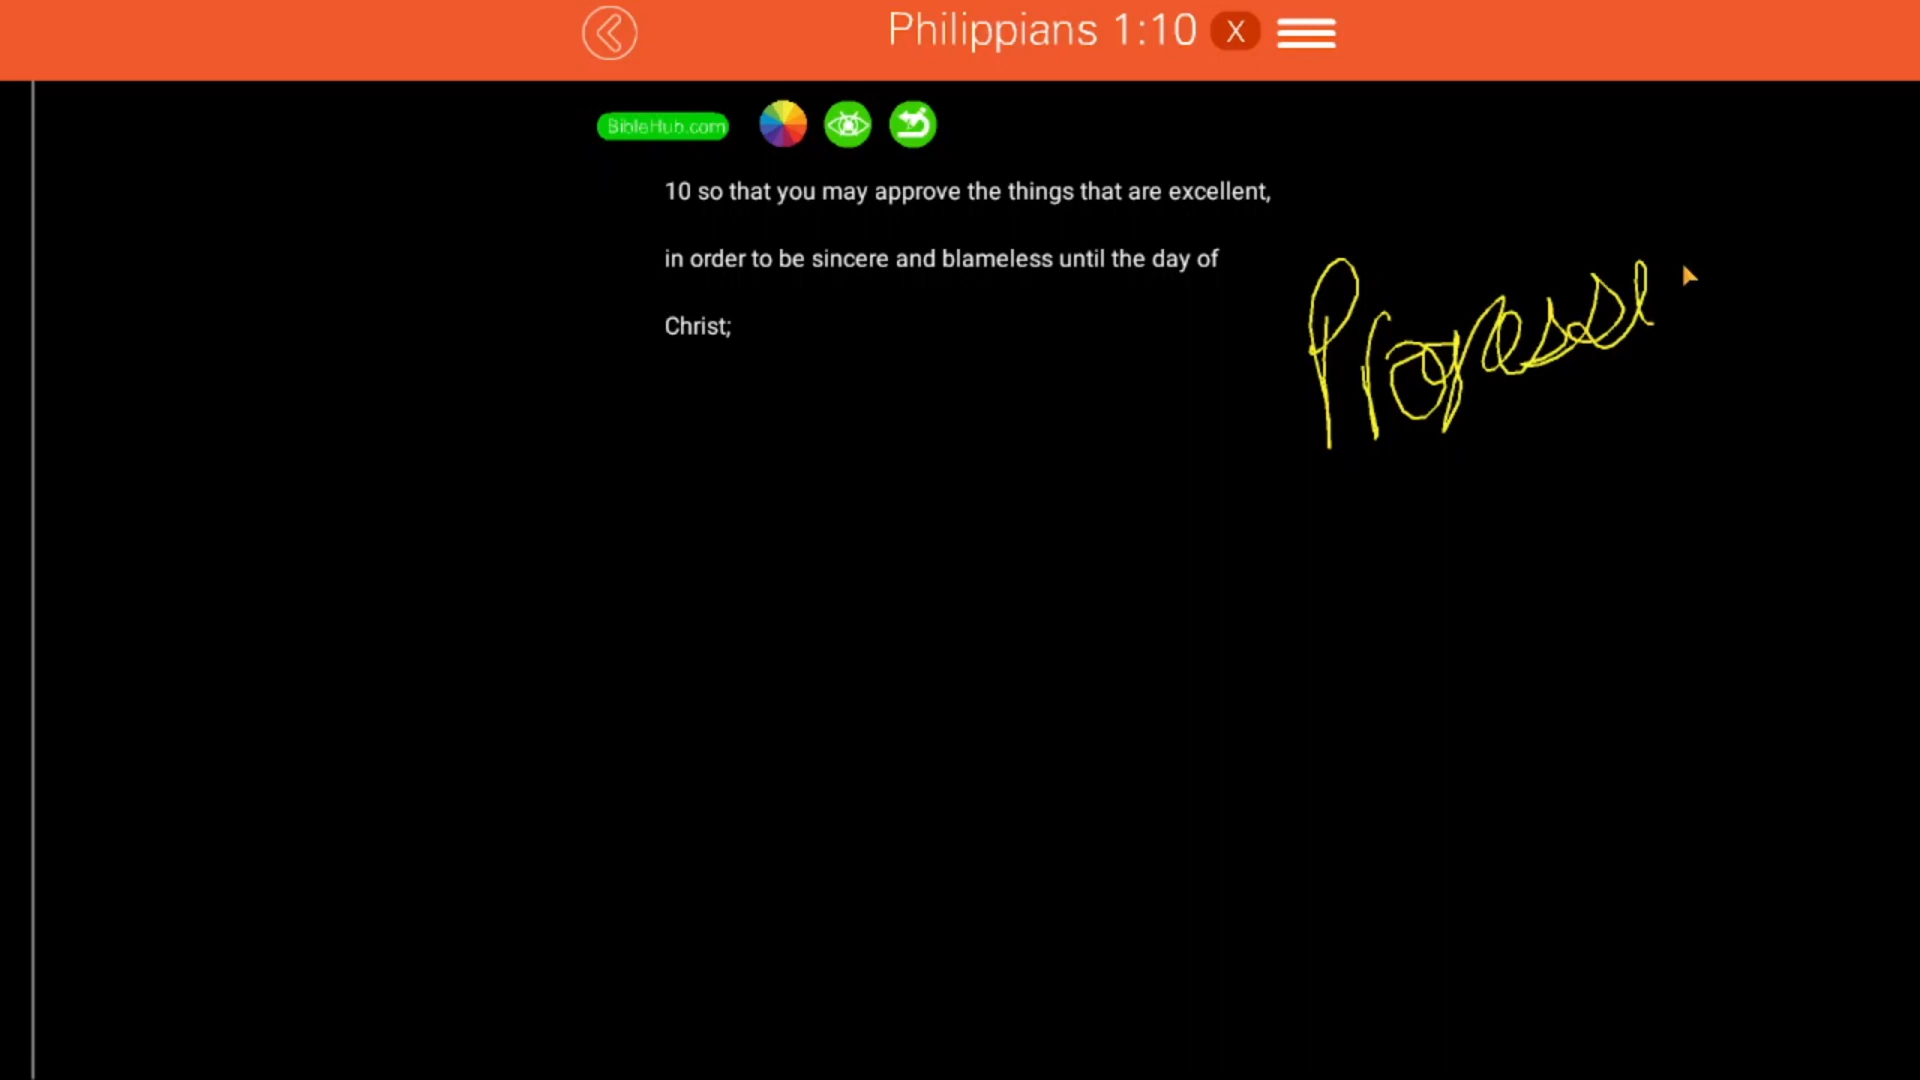 Philippians 1:10 X
BibleHub.com
10 so that you may approve the things that are excellent,
in order to be sincere and blameless until the day of
Christ;